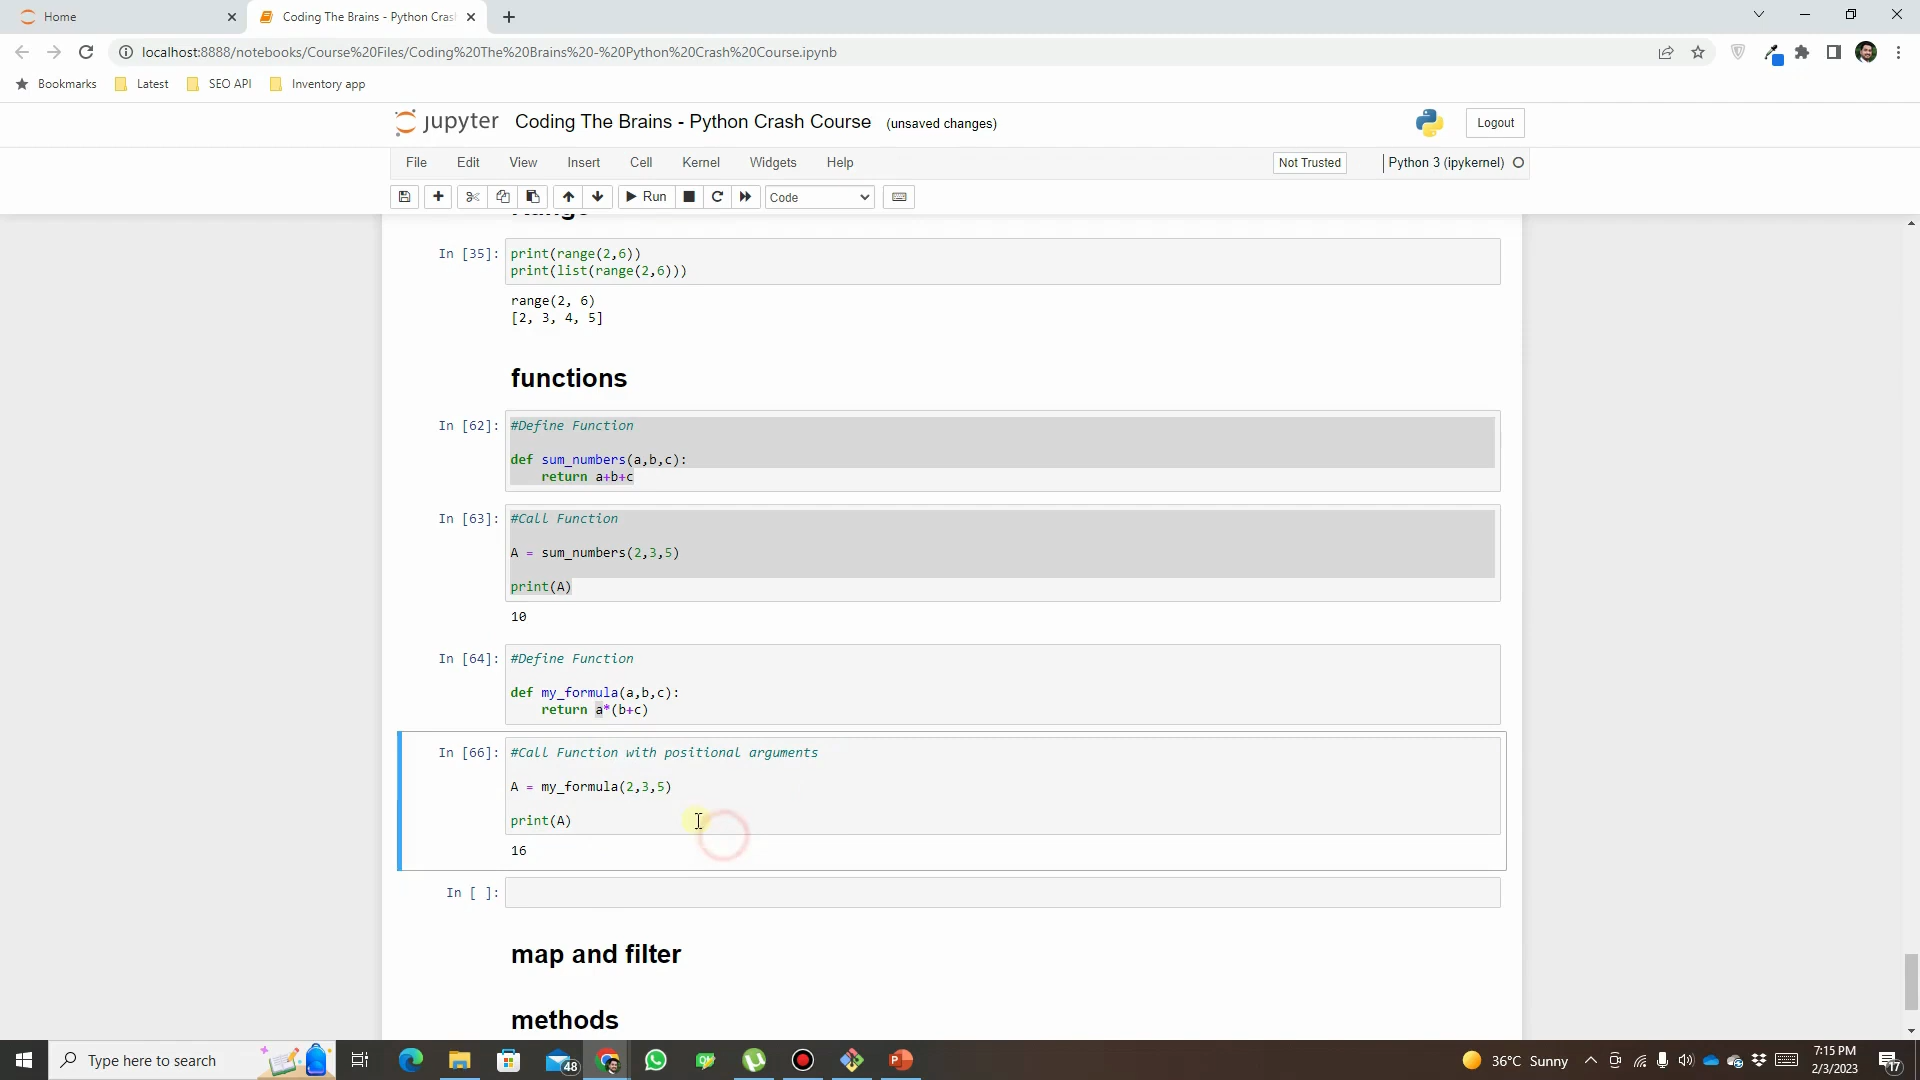 Home
Coding The Brains - Python Cras
localhost:8888/notebooks/Course%20Files/Coding%20The%20Brains%20-%20Python%20Crash%20Course.ipynb
Bookmarks
Latest
SEO API
Inventory app
jupyter
Coding The Brains - Python Crash Course (unsaved changes)
Logout
File Edit View Insert Cell Kernel Widgets Help
Not Trusted
Python 3 (ipykernel)
Run
Code
Range
In [35]: print(range(2,6))
print(list(range(2,6)))
range(2, 6)
[2, 3, 4, 5]
functions
In [62]: #Define Function
def sum_numbers(a,b,c):
return a+b+c
In [63]: #Call Function
A = sum_numbers(2,3,5)
print(A)
10
In [64]: #Define Function
def my_formula(a,b,c):
return a*(b+c)
In [66]: #Call Function with positional arguments
A = my_formula(2,3,5)
print(A)
16
In [ ]:
map and filter
methods
Type here to search
48
36°C Sunny
7:15 PM
2/3/2023
17